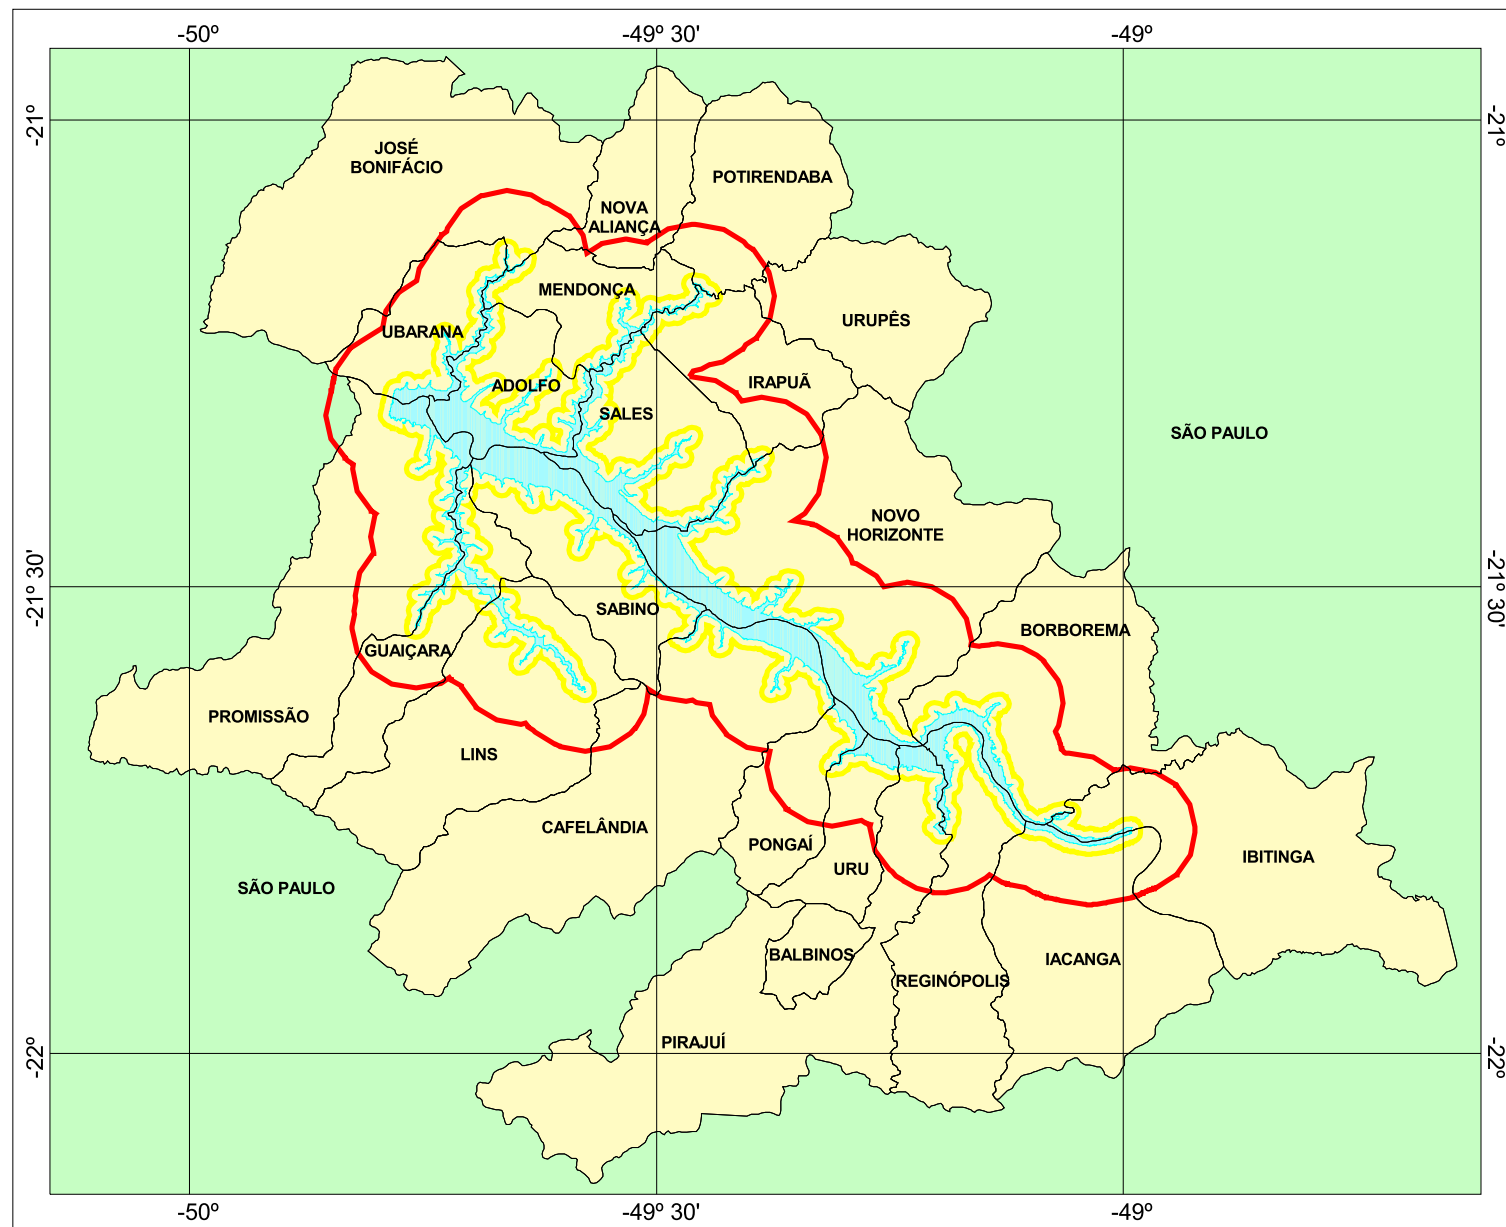 -50º
-49º 30'
-49º
-21º
-21º
JOSÉ
BONIFÁCIO
POTIRENDABA
NOVA
ALIANÇA
MENDONÇA
URUPÊS
UBARANA
ADOLFO
IRAPUÃ
SALES
SÃO PAULO
NOVO
HORIZONTE
-21º 30'
-21º 30'
SABINO
BORBOREMA
GUAIÇARA
PROMISSÃO
LINS
CAFELÂNDIA
PONGAÍ
IBITINGA
URU
SÃO PAULO
BALBINOS
IACANGA
REGINÓPOLIS
PIRAJUÍ
-22º
-22º
-50º
-49º 30'
-49º